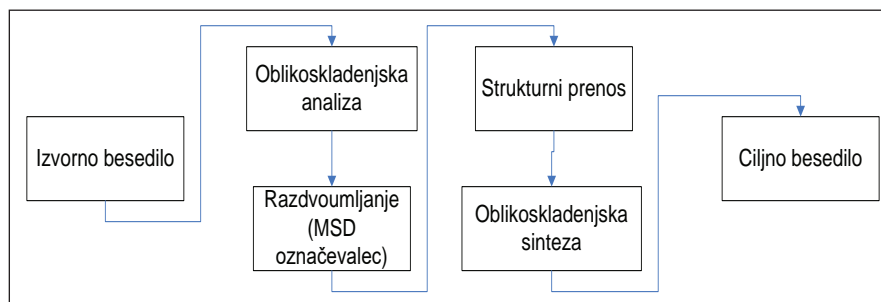 Izvorno besedilo
Oblikoskladenjska
analiza
Razdvoumljanje
(MSD
označevalec)
Strukturni prenos
Oblikoskladenjska
sinteza
Ciljno besedilo